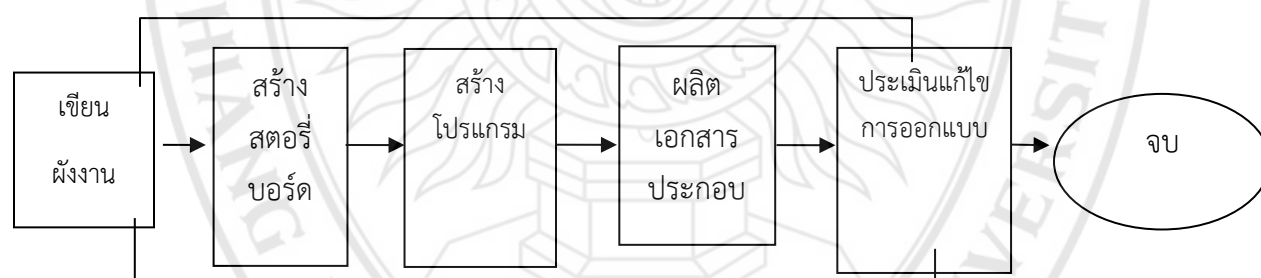 เขียน
ผังงาน
สร้าง
สตอรี่
บอร์ด
สร้าง
โปรแกรม
ผลิต
เอกสาร
ประกอบ
ประเมินแก้ไข
การออกแบบ
จบ